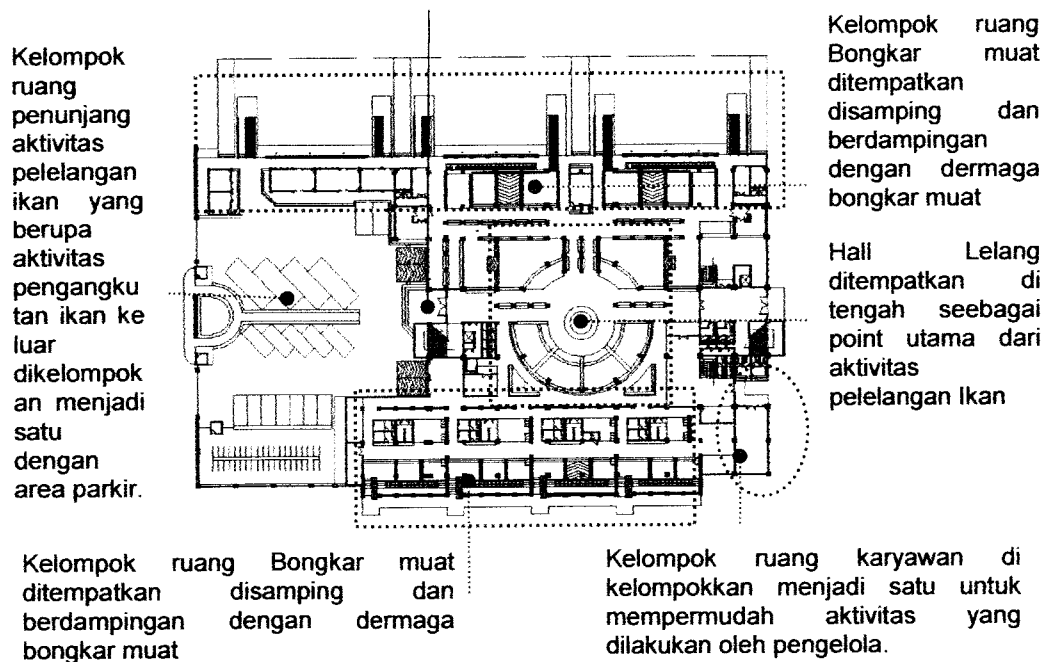 Kelompok
ruang
penunjang
aktivitas
pelelangan
ikan yang
berupa
aktivitas
pengangku
tan ikan ke
luar
dikelompok
an menjadi
satu
dengan
area parkir.
Kelompok ruang
Bongkar muat
ditempatkan
disamping dan
berdampingan
dengan dermaga
bongkar muat
Hall Lelang
ditempatkan di
tengah seebagai
point utama dari
aktivitas
pelelangan Ikan
Kelompok ruang Bongkar muat
ditempatkan disamping dan
berdampingan dengan dermaga
bongkar muat
Kelompok ruang karyawan di
kelompokkan menjadi satu untuk
mempermudah aktivitas yang
dilakukan oleh pengelola.